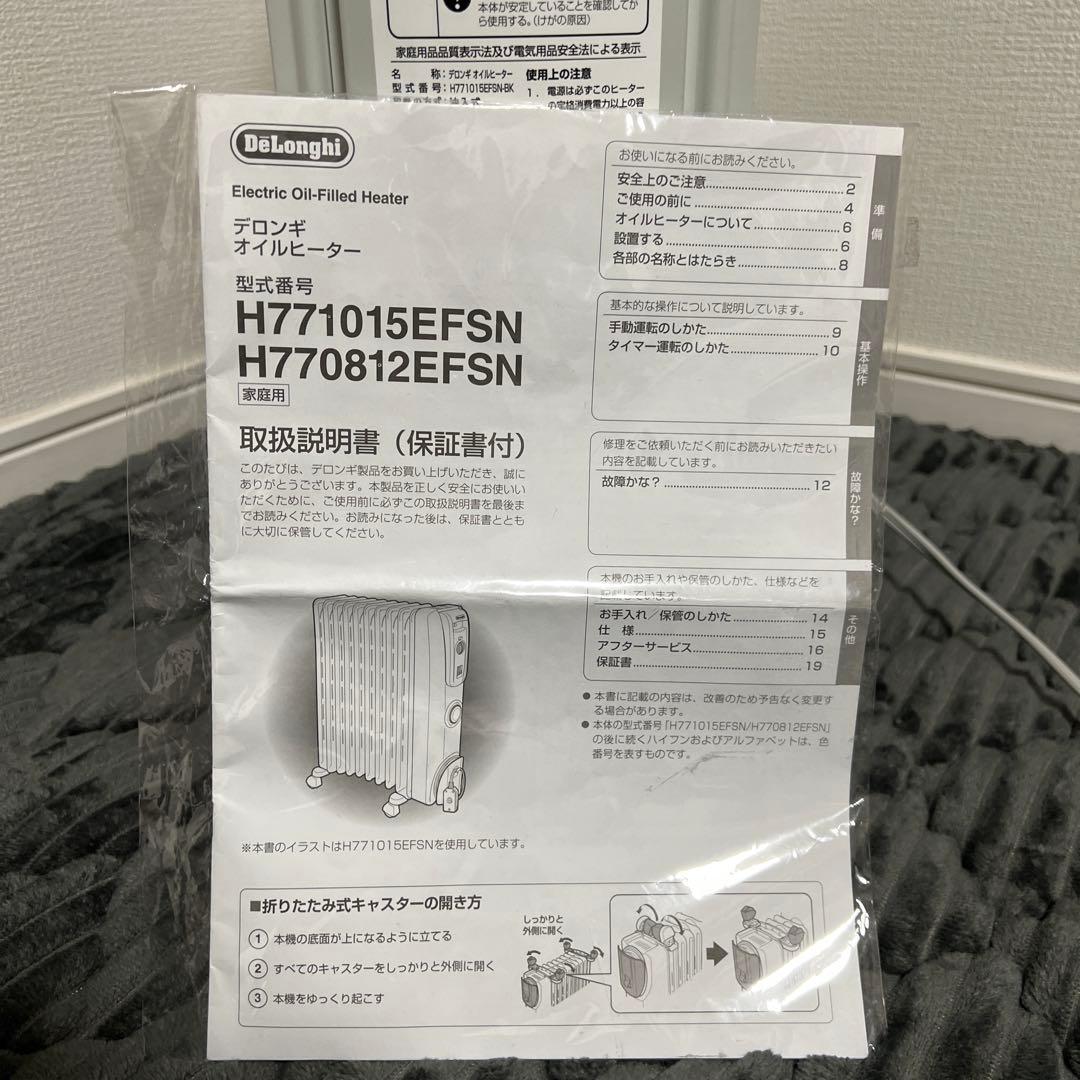 本体が安定していることを確認してか
ら使用する。(けがの原因)
家庭用品品質表示法及び電気用品安全法による表示
名 称:デロンギ オイルヒーター
型式番号:H771015EFSN-BK
使用上の注意
1. 電源は必ずこのヒーター
の定格消費電力以上の容
DeLonghi
Electric Oil-Filled Heater
デロンギ
オイルヒーター
型式番号
H771015EFSN
H770812EFSN
家庭用
取扱説明書(保証書付)
このたびは、デロンギ製品をお買い上げいただき、誠に
ありがとうございます。本製品を正しく安全にお使いい
ただくために、ご使用前に必ずこの取扱説明書を最後ま
でお読みください。お読みになった後は、保証書ととも
に大切に保管してください。
※本書のイラストはH771015EFSNを使用しています。
お使いになる前にお読みください。
安全上のご注意 2
ご使用の前に 4
オイルヒーターについて 6
設置する 6
各部の名称とはたらき 8
準備
基本的な操作について説明しています。
手動運転のしかた 9
タイマー運転のしかた 10
基本操作
修理をご依頼いただく前にお読みいただきたい
内容を記載しています。
故障かな? 12
故障かな?
本機のお手入れや保管のしかた、仕様などを
記載しています。
お手入れ/保管のしかた 14
仕 様 15
アフターサービス 16
保証書 19
その他
● 本書に記載の内容は、改善のため予告なく変更す
る場合があります。
● 本体の型式番号「H771015EFSN/H770812EFSN」
の後に続くハイフンおよびアルファベットは、色
番号を表すものです。
■折りたたみ式キャスターの開き方
① 本機の底面が上になるように立てる
② すべてのキャスターをしっかりと外側に開く
③ 本機をゆっくり起こす
しっかりと
外側に開く